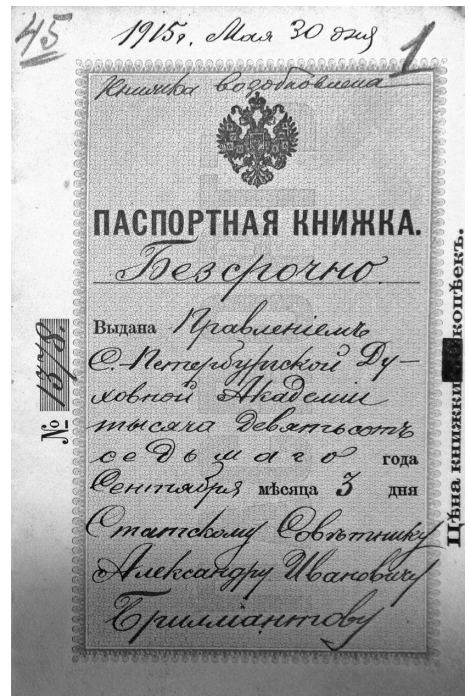 45
1915г. Мая 30 дня
1
Книжка возобновлена
ПАСПОРТНАЯ КНИЖКА.
Безсрочно.
Выдана Правленіемъ
С.-Петербургской Ду-
ховной Академіи
тысяча девятьсотъ
седьмаго года
Сентября мѣсяца 3 дня
Статскому Совѣтнику
Александру Ивановичу
Брилліантову
№ 1378.
Цѣна книжки копѣекъ.